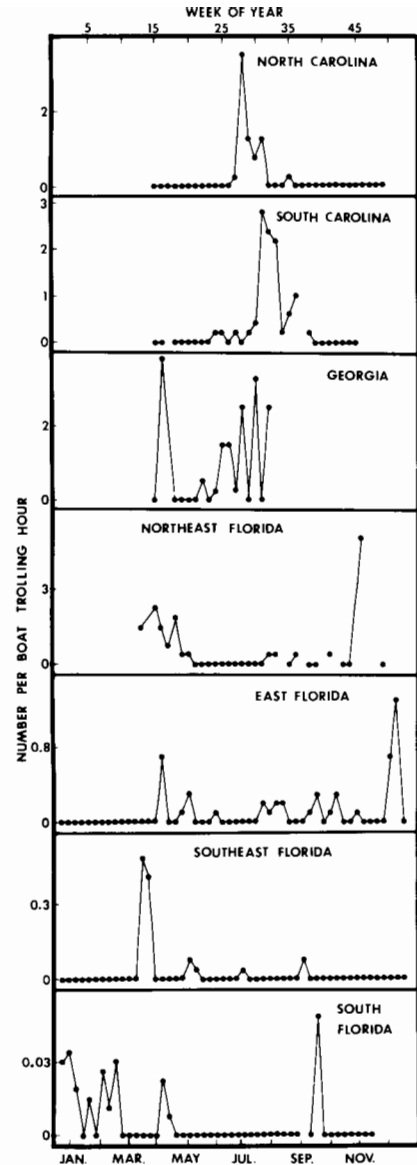 WEEK OF YEAR
5 15 25 35 45
NORTH CAROLINA
2
0
SOUTH CAROLINA
3
2
1
0
GEORGIA
2
0
NORTHEAST FLORIDA
3
0
EAST FLORIDA
0.8
0
SOUTHEAST FLORIDA
0.3
0
SOUTH
FLORIDA
0.03
0
JAN. MAR. MAY JUL. SEP. NOV.
NUMBER PER BOAT TROLLING HOUR